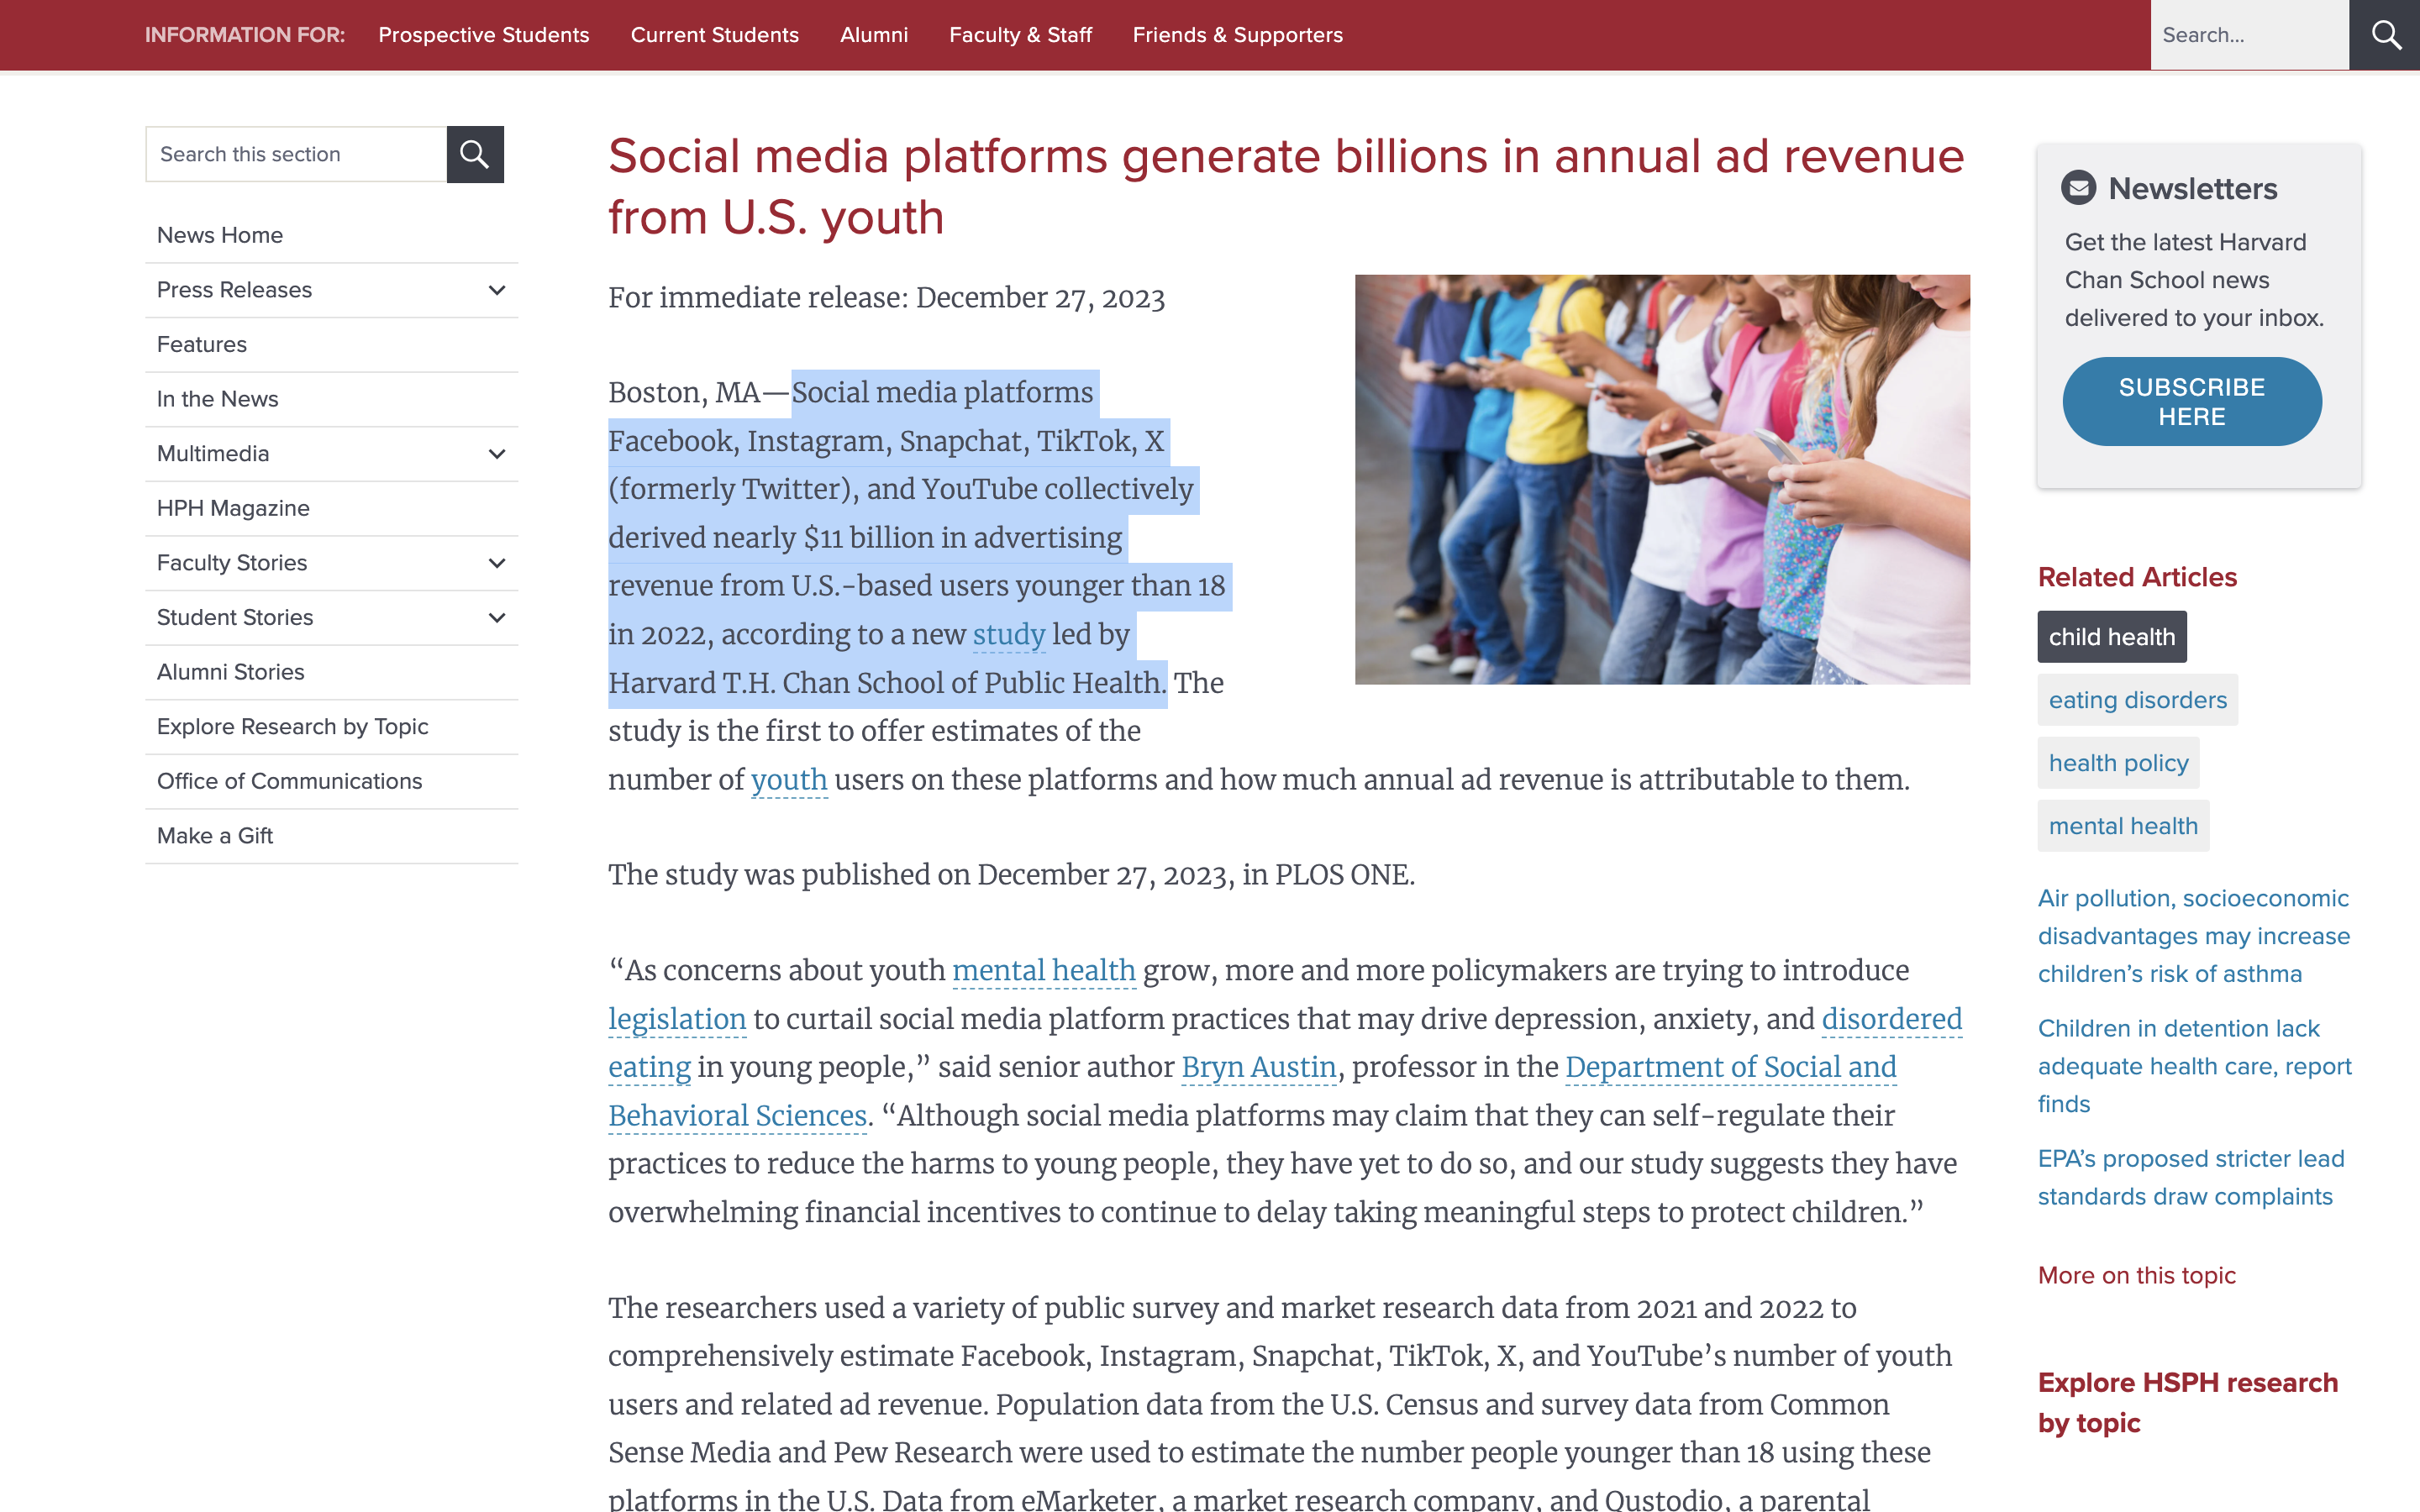 INFORMATION FOR: Prospective Students Current Students Alumni Faculty & Staff Friends & Supporters Search...
Search this section
News Home
Press Releases
Features
In the News
Multimedia
HPH Magazine
Faculty Stories
Student Stories
Alumni Stories
Explore Research by Topic
Office of Communications
Make a Gift
Social media platforms generate billions in annual ad revenue
from U.S. youth
For immediate release: December 27, 2023
Boston, MA—Social media platforms
Facebook, Instagram, Snapchat, TikTok, X
(formerly Twitter), and YouTube collectively
derived nearly $11 billion in advertising
revenue from U.S.-based users younger than 18
in 2022, according to a new study led by
Harvard T.H. Chan School of Public Health. The
study is the first to offer estimates of the
number of youth users on these platforms and how much annual ad revenue is attributable to them.
The study was published on December 27, 2023, in PLOS ONE.
“As concerns about youth mental health grow, more and more policymakers are trying to introduce
legislation to curtail social media platform practices that may drive depression, anxiety, and disordered
eating in young people,” said senior author Bryn Austin, professor in the Department of Social and
Behavioral Sciences. “Although social media platforms may claim that they can self-regulate their
practices to reduce the harms to young people, they have yet to do so, and our study suggests they have
overwhelming financial incentives to continue to delay taking meaningful steps to protect children.”
The researchers used a variety of public survey and market research data from 2021 and 2022 to
comprehensively estimate Facebook, Instagram, Snapchat, TikTok, X, and YouTube’s number of youth
users and related ad revenue. Population data from the U.S. Census and survey data from Common
Sense Media and Pew Research were used to estimate the number people younger than 18 using these
platforms in the U.S. Data from eMarketer, a market research company, and Qustodio, a parental
Newsletters
Get the latest Harvard
Chan School news
delivered to your inbox.
SUBSCRIBE
HERE
Related Articles
child health
eating disorders
health policy
mental health
Air pollution, socioeconomic
disadvantages may increase
children’s risk of asthma
Children in detention lack
adequate health care, report
finds
EPA’s proposed stricter lead
standards draw complaints
More on this topic
Explore HSPH research
by topic